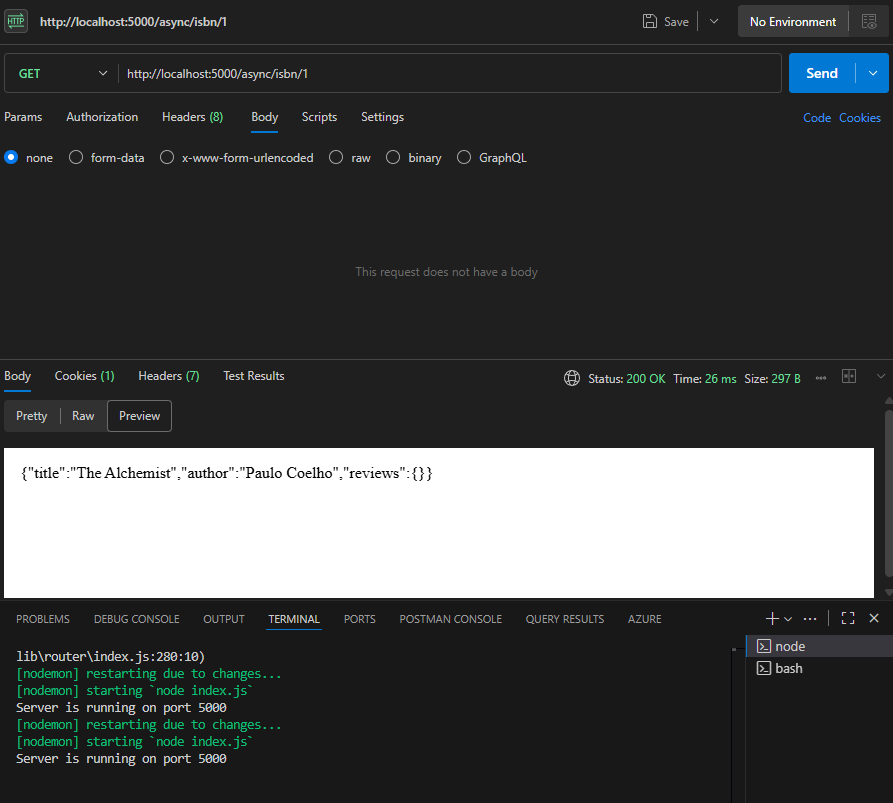 HTTP http://localhost:5000/async/isbn/1 Save No Environment
GET http://localhost:5000/async/isbn/1 Send
Params Authorization Headers (8) Body Scripts Settings Code Cookies
none form-data x-www-form-urlencoded raw binary GraphQL
This request does not have a body
Body Cookies (1) Headers (7) Test Results Status: 200 OK Time: 26 ms Size: 297 B
Pretty Raw Preview
{"title":"The Alchemist","author":"Paulo Coelho","reviews":{}}
PROBLEMS DEBUG CONSOLE OUTPUT TERMINAL PORTS POSTMAN CONSOLE QUERY RESULTS AZURE
lib\router\index.js:280:10)
[nodemon] restarting due to changes...
[nodemon] starting `node index.js`
Server is running on port 5000
[nodemon] restarting due to changes...
[nodemon] starting `node index.js`
Server is running on port 5000
node
bash